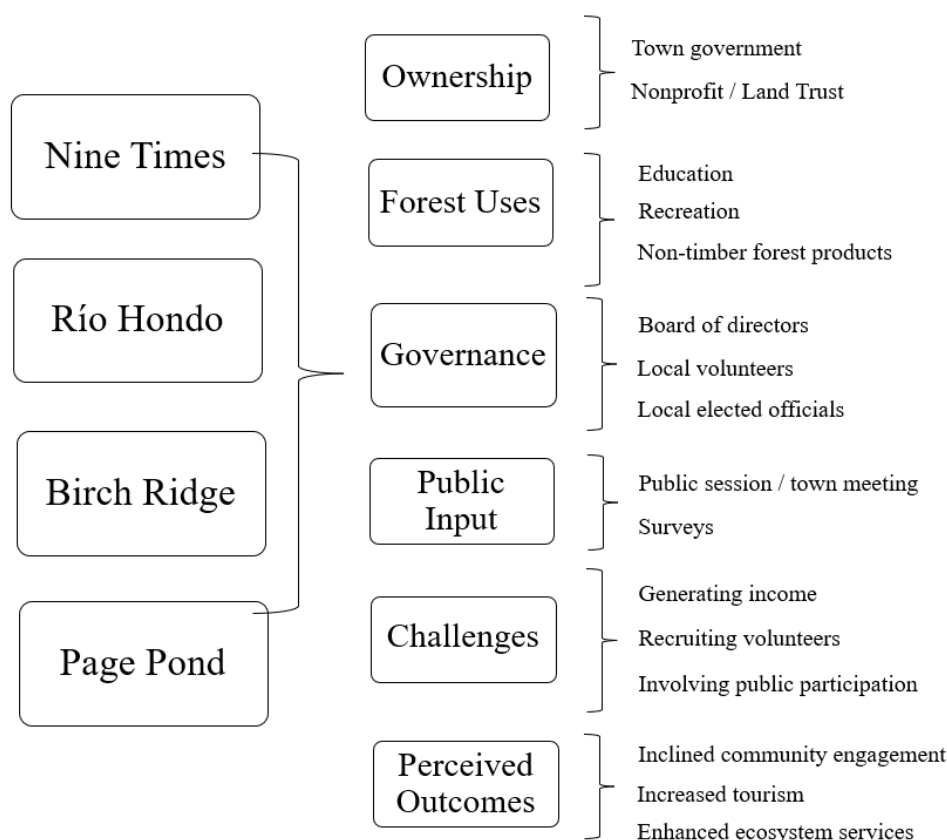 Nine Times
Río Hondo
Birch Ridge
Page Pond
Ownership
Town government
Nonprofit / Land Trust
Forest Uses
Education
Recreation
Non-timber forest products
Governance
Board of directors
Local volunteers
Local elected officials
Public
Input
Public session / town meeting
Surveys
Challenges
Generating income
Recruiting volunteers
Involving public participation
Perceived
Outcomes
Inclined community engagement
Increased tourism
Enhanced ecosystem services